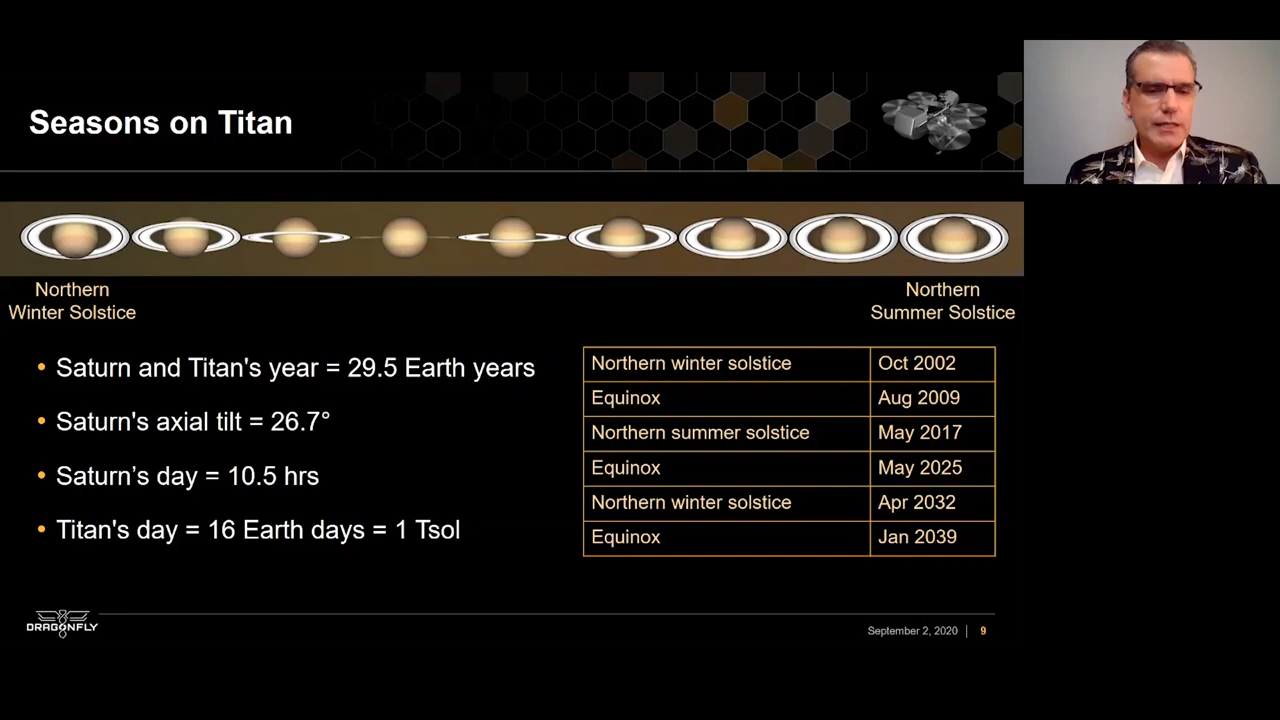 Seasons on Titan
Northern
Winter Solstice
Northern
Summer Solstice
• Saturn and Titan's year = 29.5 Earth years
• Saturn's axial tilt = 26.7°
• Saturn’s day = 10.5 hrs
• Titan's day = 16 Earth days = 1 Tsol
Northern winter solstice Oct 2002
Equinox Aug 2009
Northern summer solstice May 2017
Equinox May 2025
Northern winter solstice Apr 2032
Equinox Jan 2039
DRAGONFLY
September 2, 2020 | 9